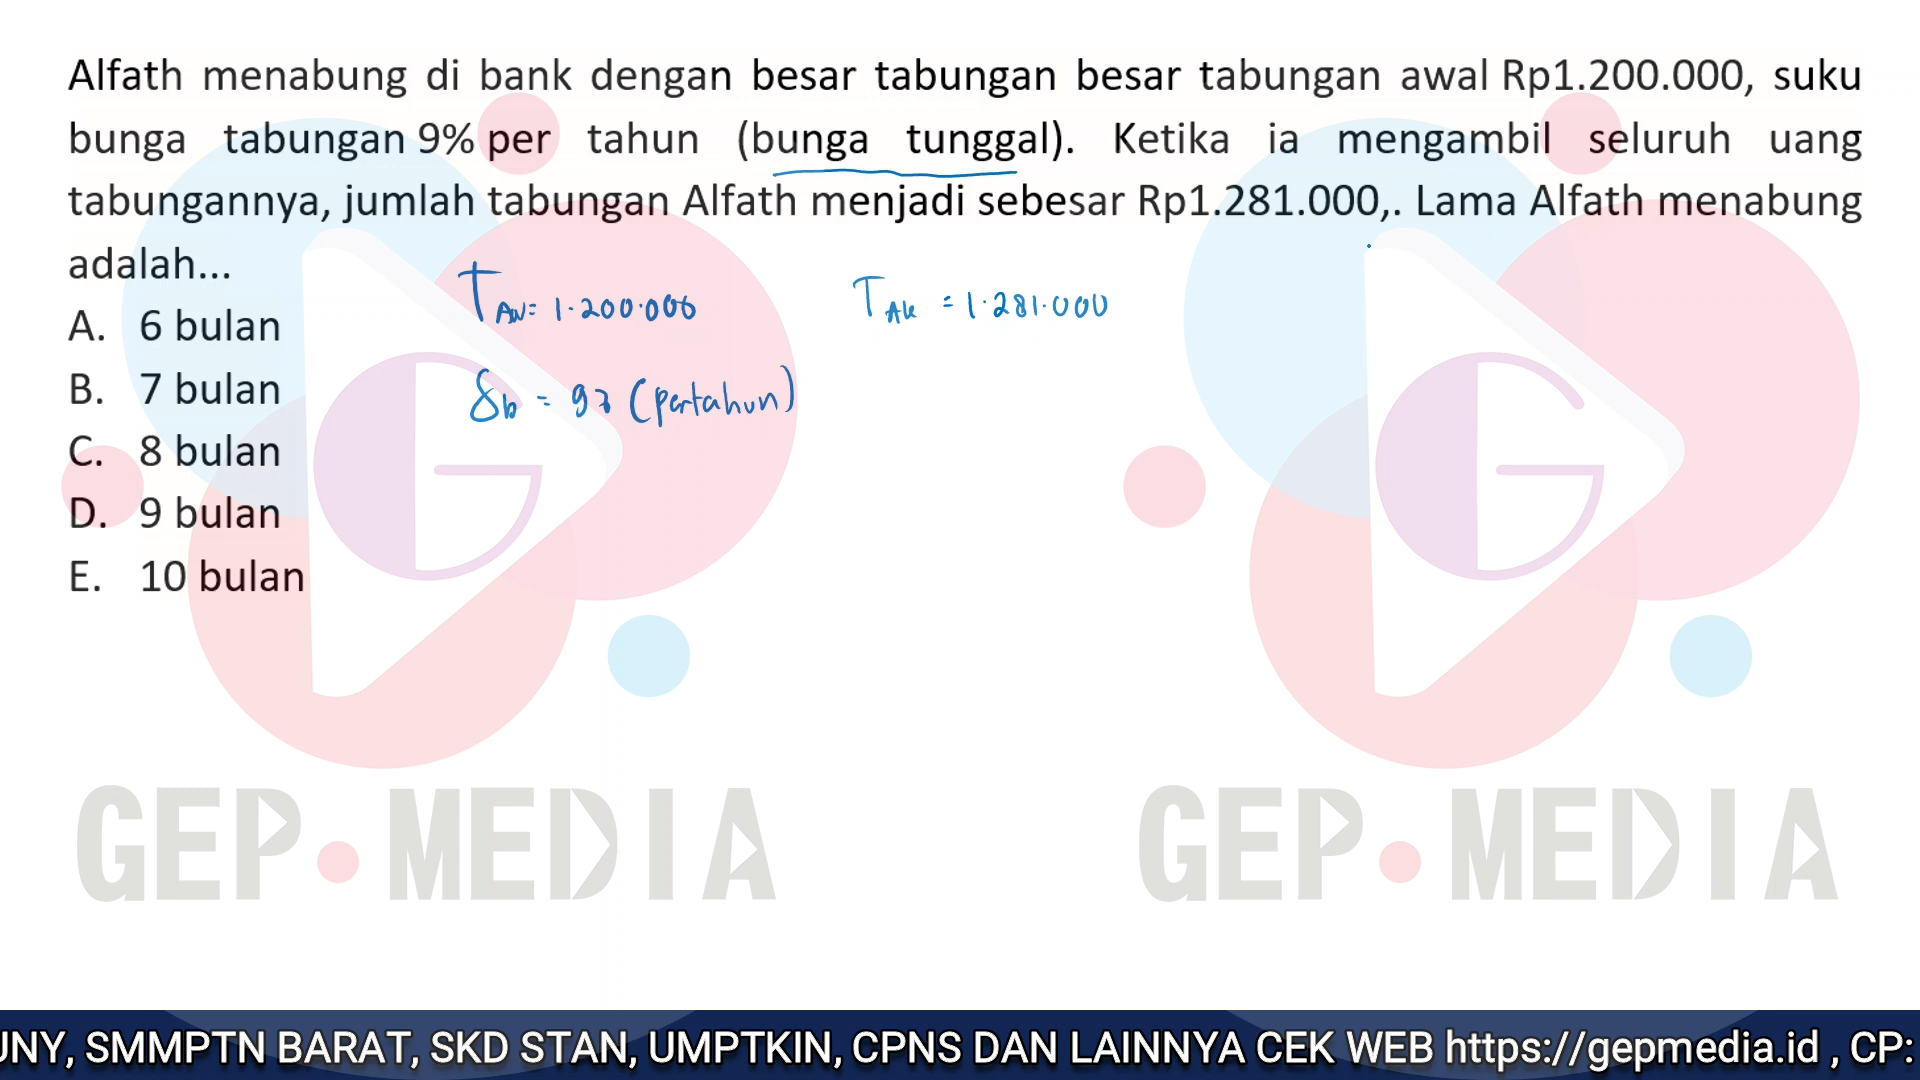 Alfath menabung di bank dengan besar tabungan besar tabungan awal Rp1.200.000, suku
bunga tabungan 9% per tahun (bunga tunggal). Ketika ia mengambil seluruh uang
tabungannya, jumlah tabungan Alfath menjadi sebesar Rp1.281.000,. Lama Alfath menabung
adalah...
T Aw = 1.200.000
T Ak = 1.281.000
A. 6 bulan
B. 7 bulan
δb = 9% (pertahun)
C. 8 bulan
D. 9 bulan
E. 10 bulan
G
G
GEP•MEDIA
GEP•MEDIA
UNY, SMMPTN BARAT, SKD STAN, UMPTKIN, CPNS DAN LAINNYA CEK WEB https://gepmedia.id , CP: